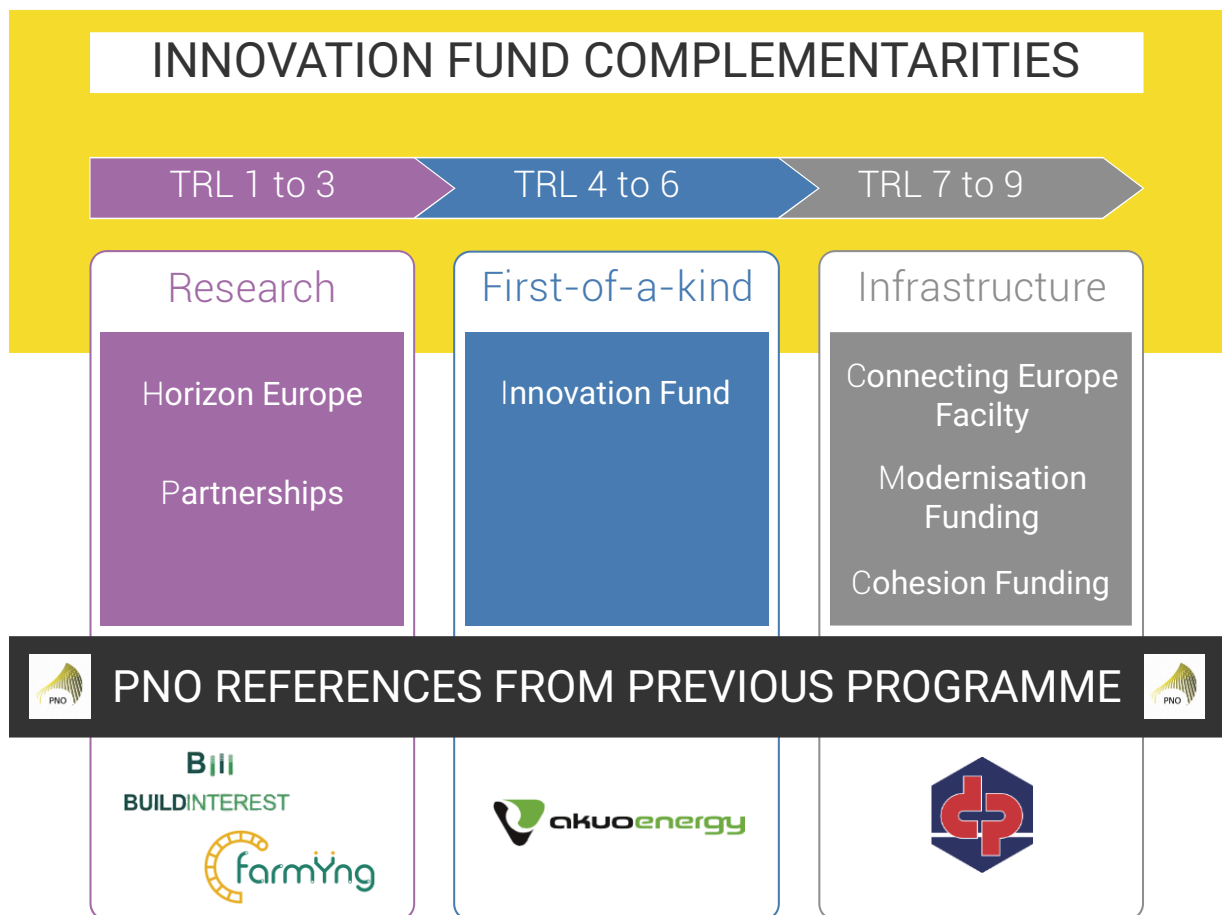 INNOVATION FUND COMPLEMENTARITIES
TRL 1 to 3
TRL 4 to 6
TRL 7 to 9
Research
Horizon Europe
Partnerships
First-of-a-kind
Innovation Fund
Infrastructure
Connecting Europe
Facilty
Modernisation
Funding
Cohesion Funding
PNO
PNO REFERENCES FROM PREVIOUS PROGRAMME
PNO
BUILDINTEREST
farmYng
akuoenergy
dp